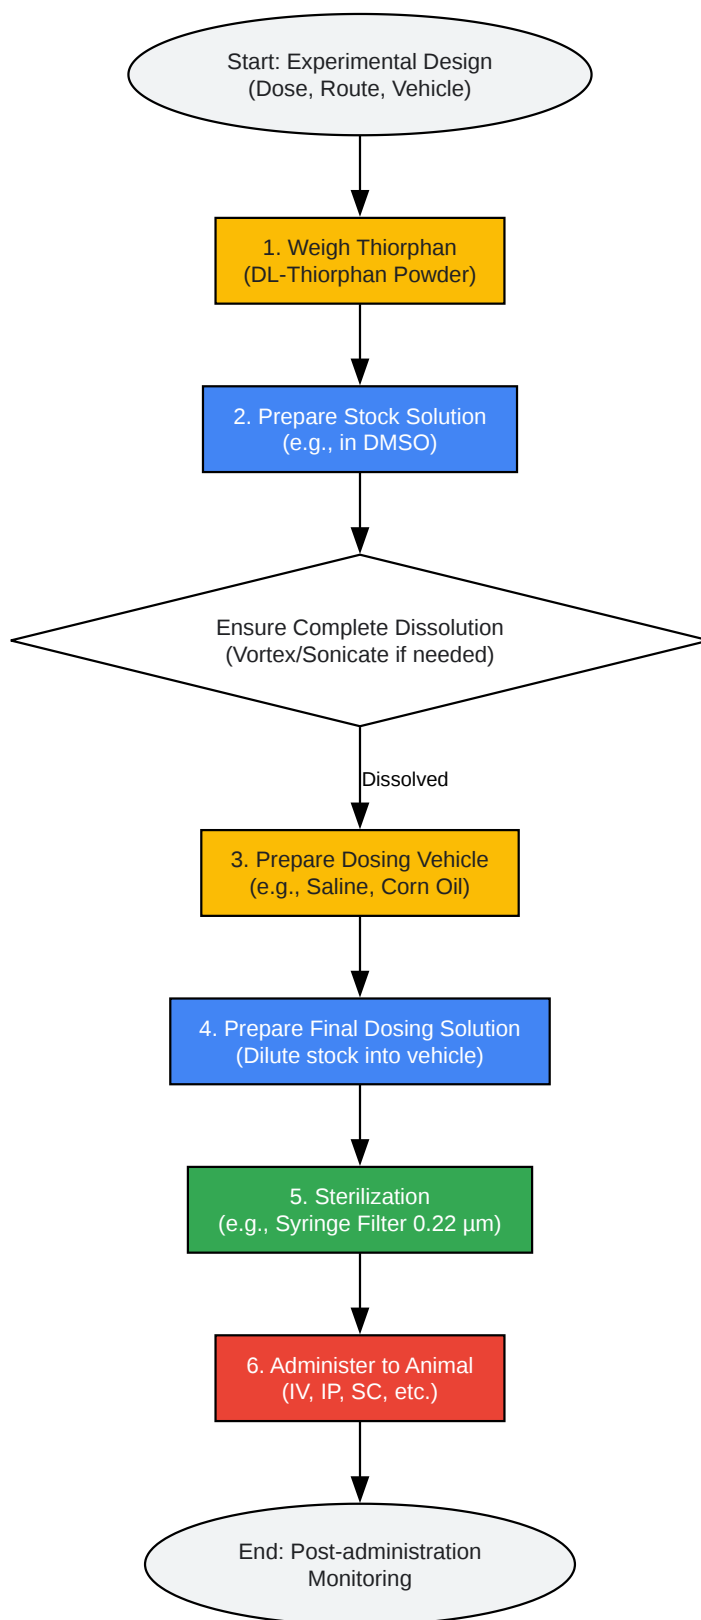 Start: Experimental Design
(Dose, Route, Vehicle)
1. Weigh Thiorphan
(DL-Thiorphan Powder)
2. Prepare Stock Solution
(e.g., in DMSO)
Ensure Complete Dissolution
(Vortex/Sonicate if needed)
Dissolved
3. Prepare Dosing Vehicle
(e.g., Saline, Corn Oil)
4. Prepare Final Dosing Solution
(Dilute stock into vehicle)
5. Sterilization
(e.g., Syringe Filter 0.22 µm)
6. Administer to Animal
(IV, IP, SC, etc.)
End: Post-administration
Monitoring